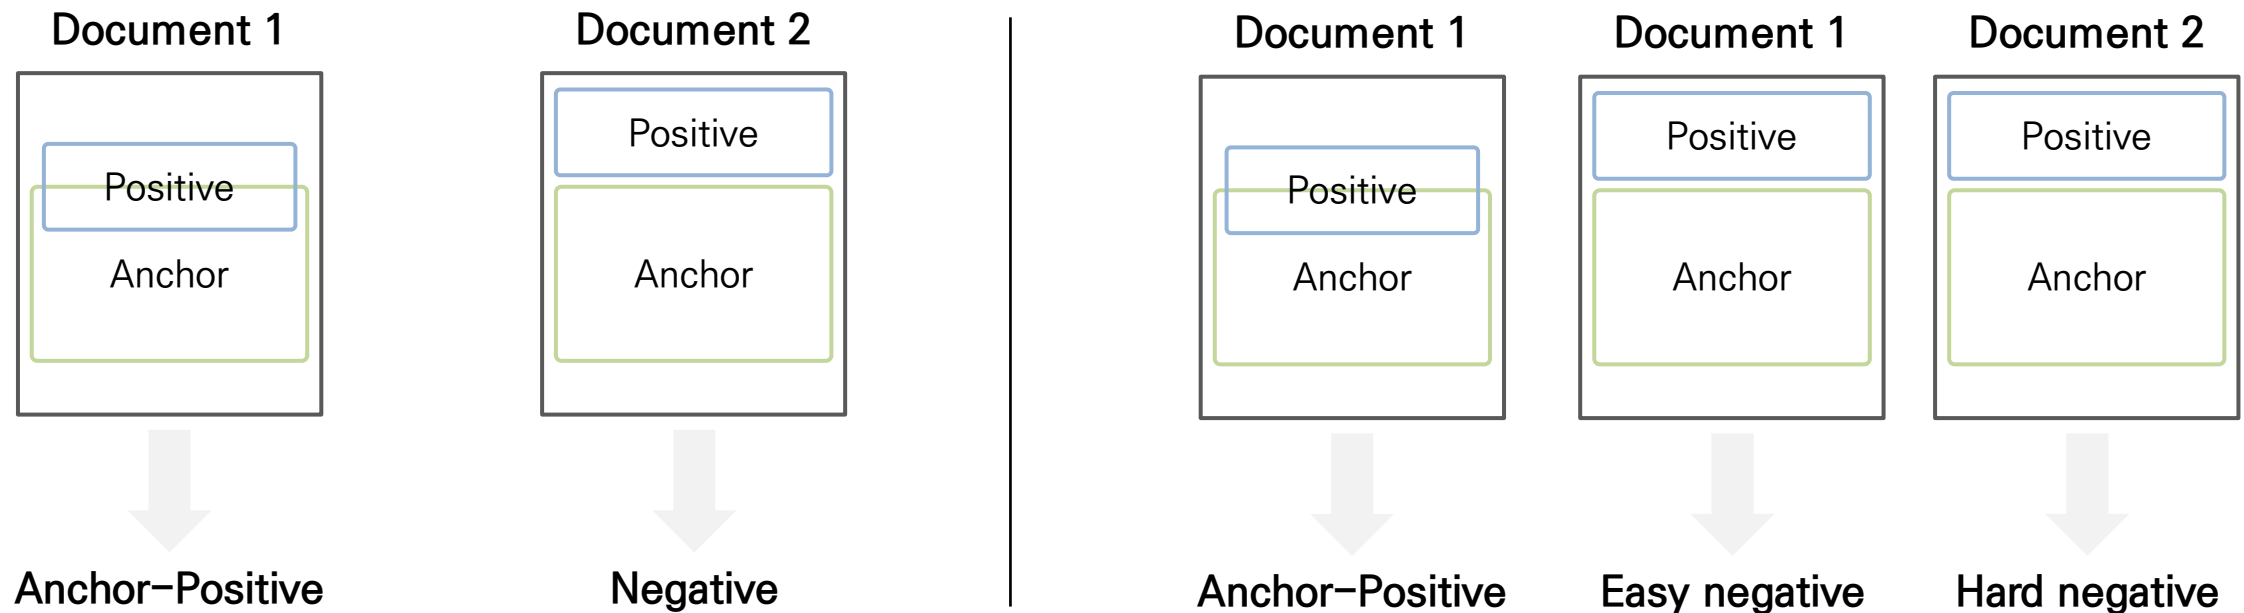 Document 1
Document 2
Document 1
Document 1
Document 2
Positive
Anchor
Positive
Anchor
Positive
Anchor
Positive
Anchor
Positive
Anchor
Anchor-Positive
Negative
Anchor-Positive
Easy negative
Hard negative